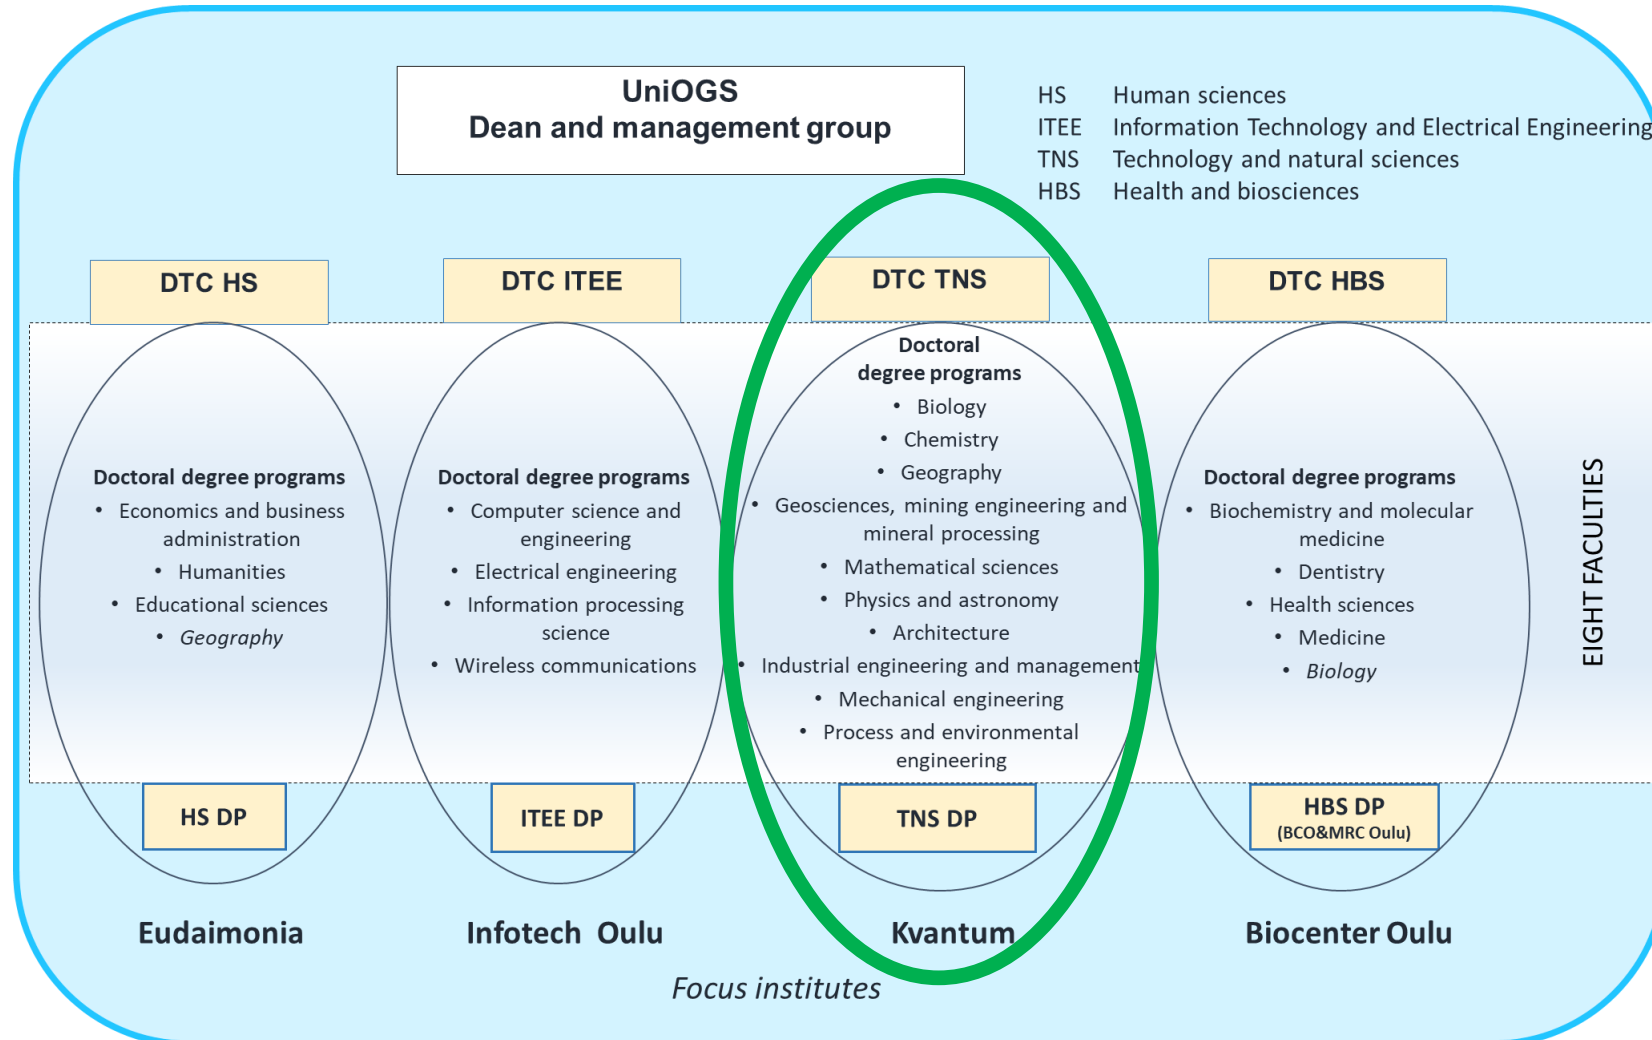 UniOGS
Dean and management group
HS Human sciences
ITEE Information Technology and Electrical Engineering
TNS Technology and natural sciences
HBS Health and biosciences
DTC HS
Doctoral degree programs
• Economics and business
administration
• Humanities
• Educational sciences
• Geography
HS DP
Eudaimonia
DTC ITEE
Doctoral degree programs
• Computer science and
engineering
• Electrical engineering
• Information processing
science
• Wireless communications
ITEE DP
Infotech Oulu
DTC TNS
Doctoral
degree programs
• Biology
• Chemistry
• Geography
• Geosciences, mining engineering and
mineral processing
• Mathematical sciences
• Physics and astronomy
• Architecture
• Industrial engineering and management
• Mechanical engineering
• Process and environmental
engineering
TNS DP
Kvantum
DTC HBS
Doctoral degree programs
• Biochemistry and molecular
medicine
• Dentistry
• Health sciences
• Medicine
• Biology
HBS DP
(BCO&MRC Oulu)
Biocenter Oulu
EIGHT FACULTIES
Focus institutes